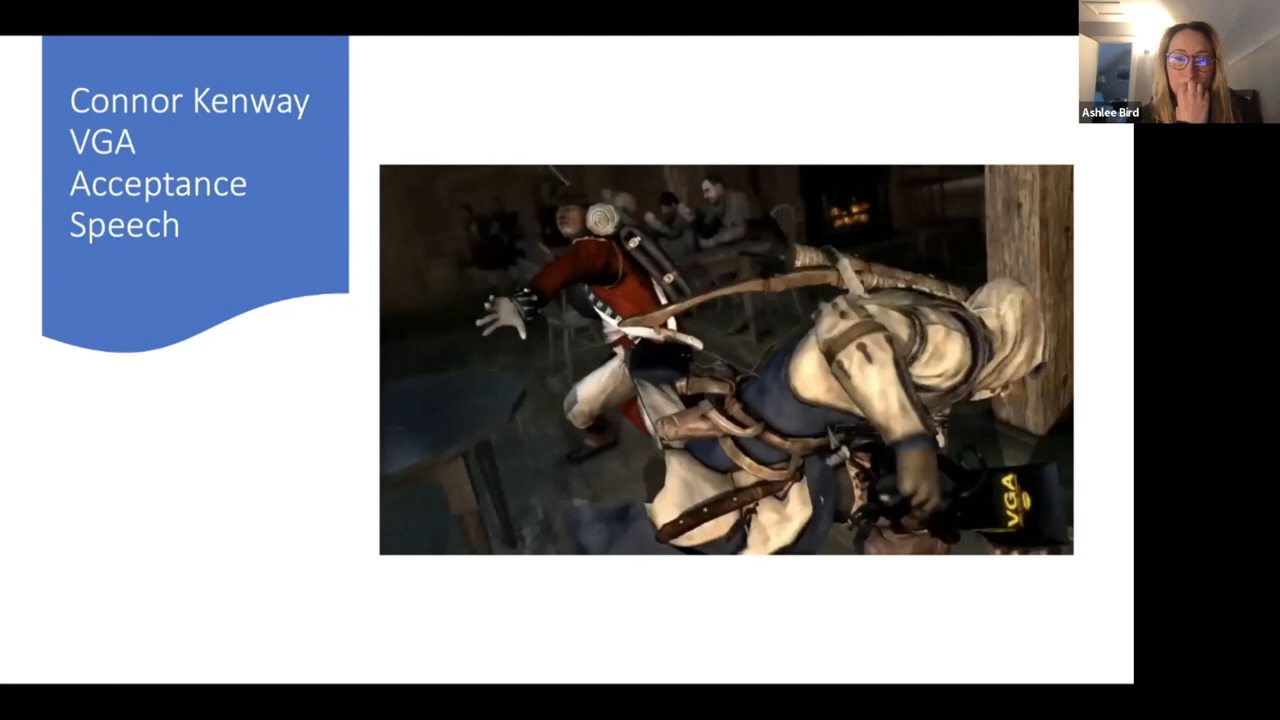 Connor Kenway
VGA
Acceptance
Speech
Ashlee Bird
VGA